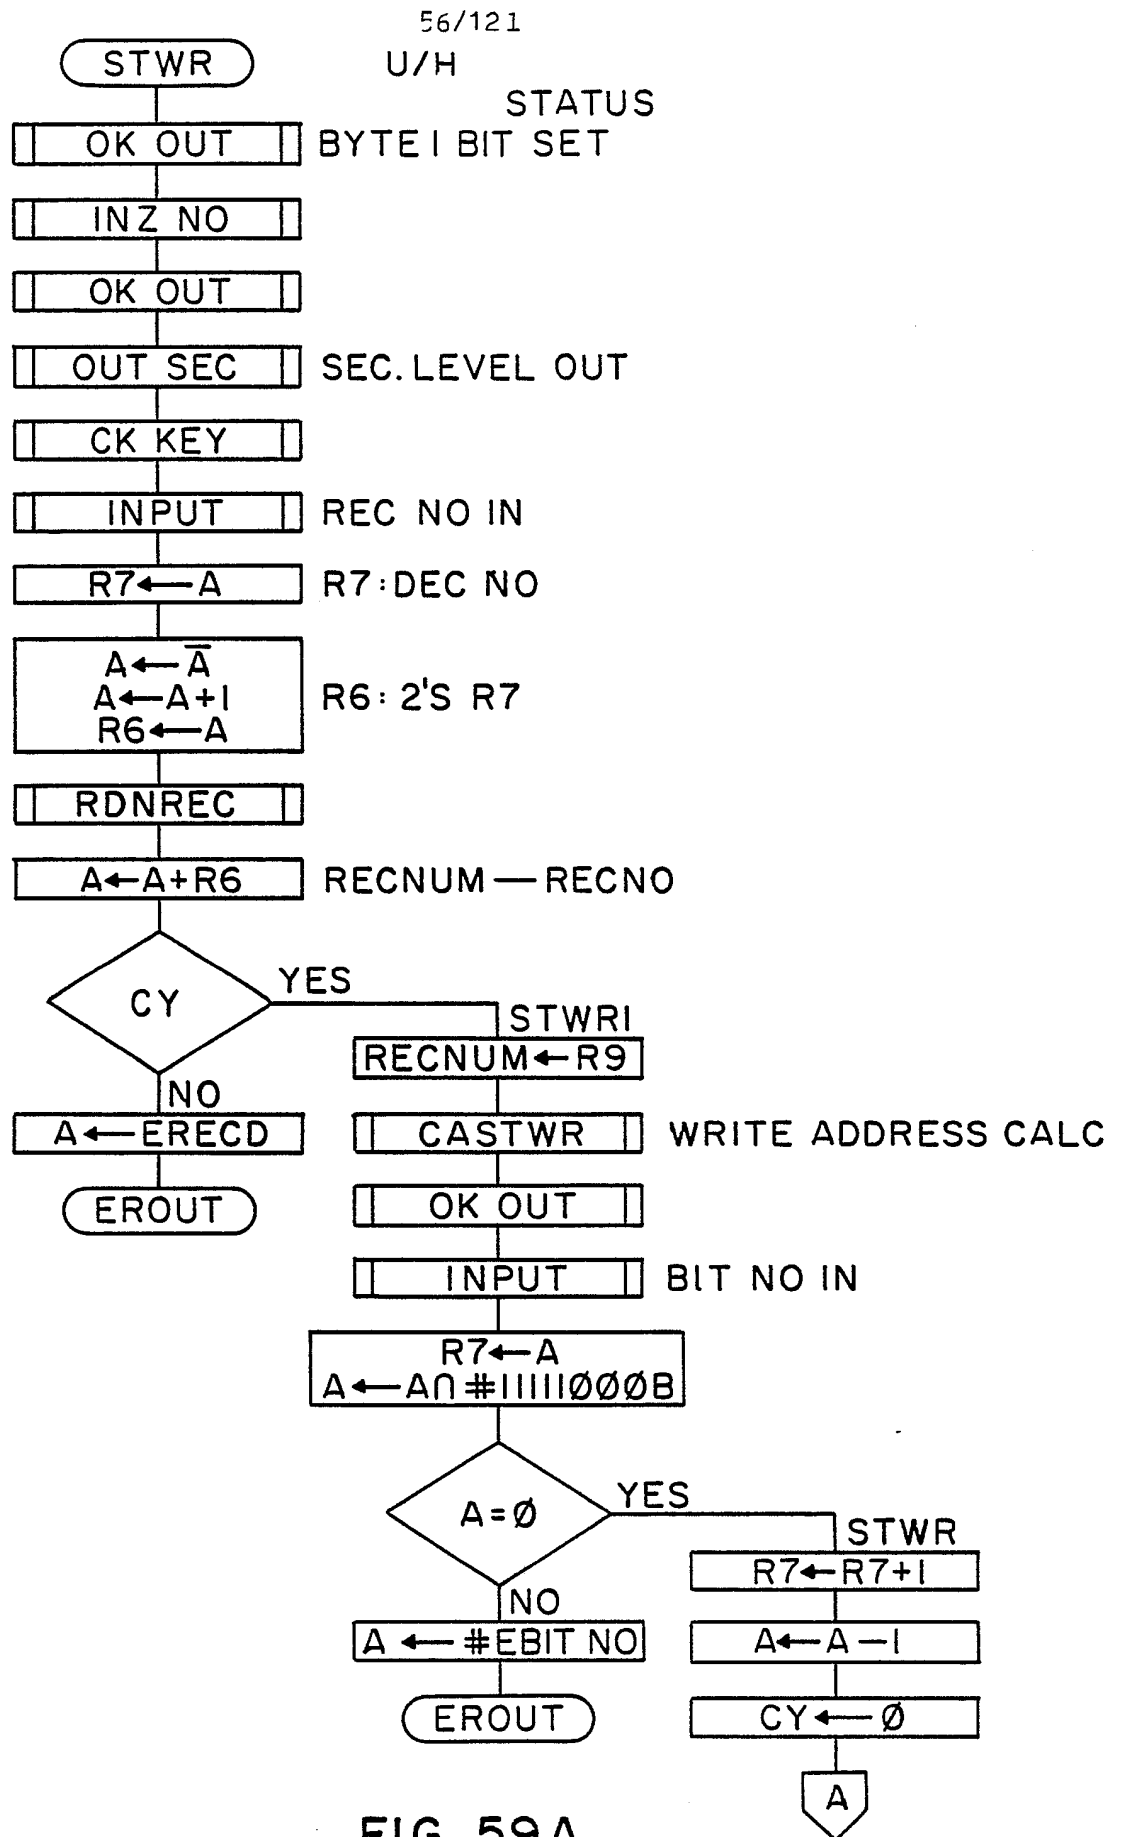 56/121
STWR U/H
STATUS
OK OUT BYTE 1 BIT SET
INZ NO
OK OUT
OUT SEC SEC. LEVEL OUT
CK KEY
INPUT REC NO IN
R7←A R7:DEC NO
A←A̅
A←A+1
R6←A
R6: 2'S R7
RDNREC
A←A+R6 RECNUM—RECNO
CY
YES
NO
A←ERECD
EROUT
STWR1
RECNUM←R9
CASTWR WRITE ADDRESS CALC
OK OUT
INPUT BIT NO IN
R7←A
A←A∩#11111ØØØB
A=Ø
YES
NO
A←#EBIT NO
EROUT
STWR
R7←R7+1
A←A-1
CY←Ø
A
FIG. 59A